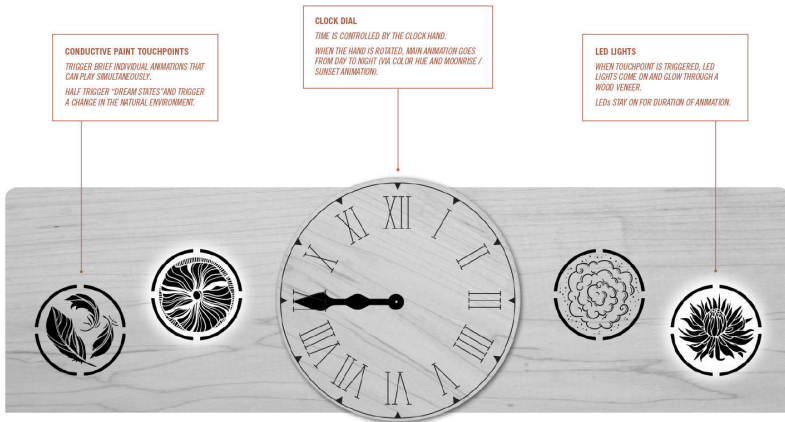 CONDUCTIVE PAINT TOUCHPOINTS
TRIGGER BRIEF INDIVIDUAL ANIMATIONS THAT
CAN PLAY SIMULTANEOUSLY.
HALF TRIGGER "DREAM STATES"AND TRIGGER
A CHANGE IN THE NATURAL ENVIRONMENT.
CLOCK DIAL
TIME IS CONTROLLED BY THE CLOCK HAND.
WHEN THE HAND IS ROTATED, MAIN ANIMATION GOES
FROM DAY TO NIGHT (VIA COLOR HUE AND MOONRISE /
SUNSET ANIMATION).
LED LIGHTS
WHEN TOUCHPOINT IS TRIGGERED, LED
LIGHTS COME ON AND GLOW THROUGH A
WOOD VENEER.
LEDs STAY ON FOR DURATION OF ANIMATION.
XII
I
II
III
IIII
V
VI
VII
VIII
X
XI